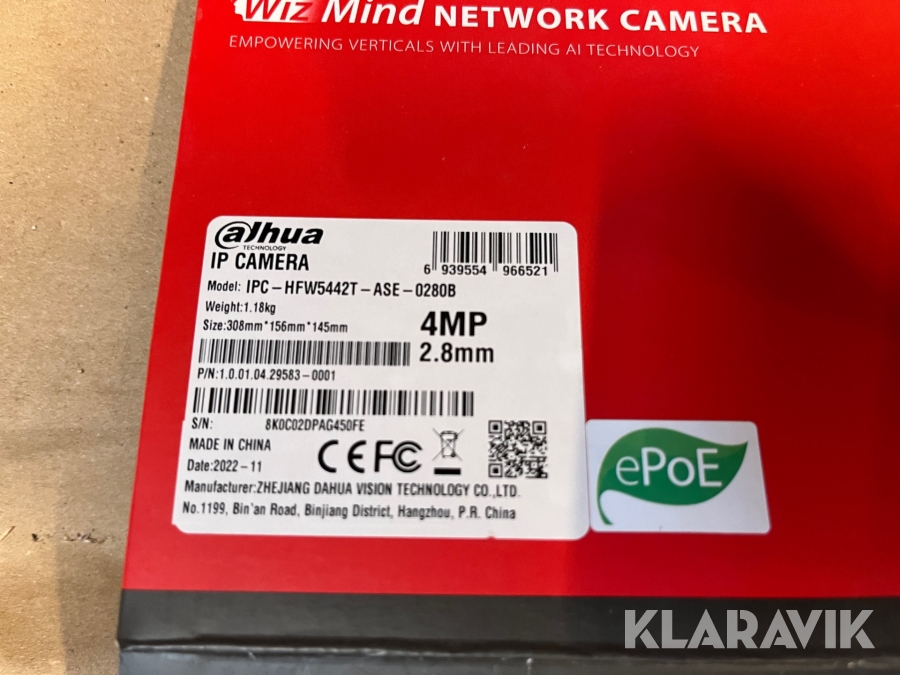 Wiz Mind NETWORK CAMERA
EMPOWERING VERTICALS WITH LEADING AI TECHNOLOGY
alhua
TECHNOLOGY
IP CAMERA
6 939554 966521
Model: IPC-HFW5442T-ASE-0280B
Weight:1.18kg
Size:308mm*156mm*145mm
4MP
2.8mm
P/N:1.0.01.04.29583-0001
S/N: 8K0C02DPAG450FE
MADE IN CHINA
Date:2022-11
CE FC
Manufacturer:ZHEJIANG DAHUA VISION TECHNOLOGY CO.,LTD.
No.1199, Bin'an Road, Binjiang District, Hangzhou, P.R. China
ePoE
KLARAVIK